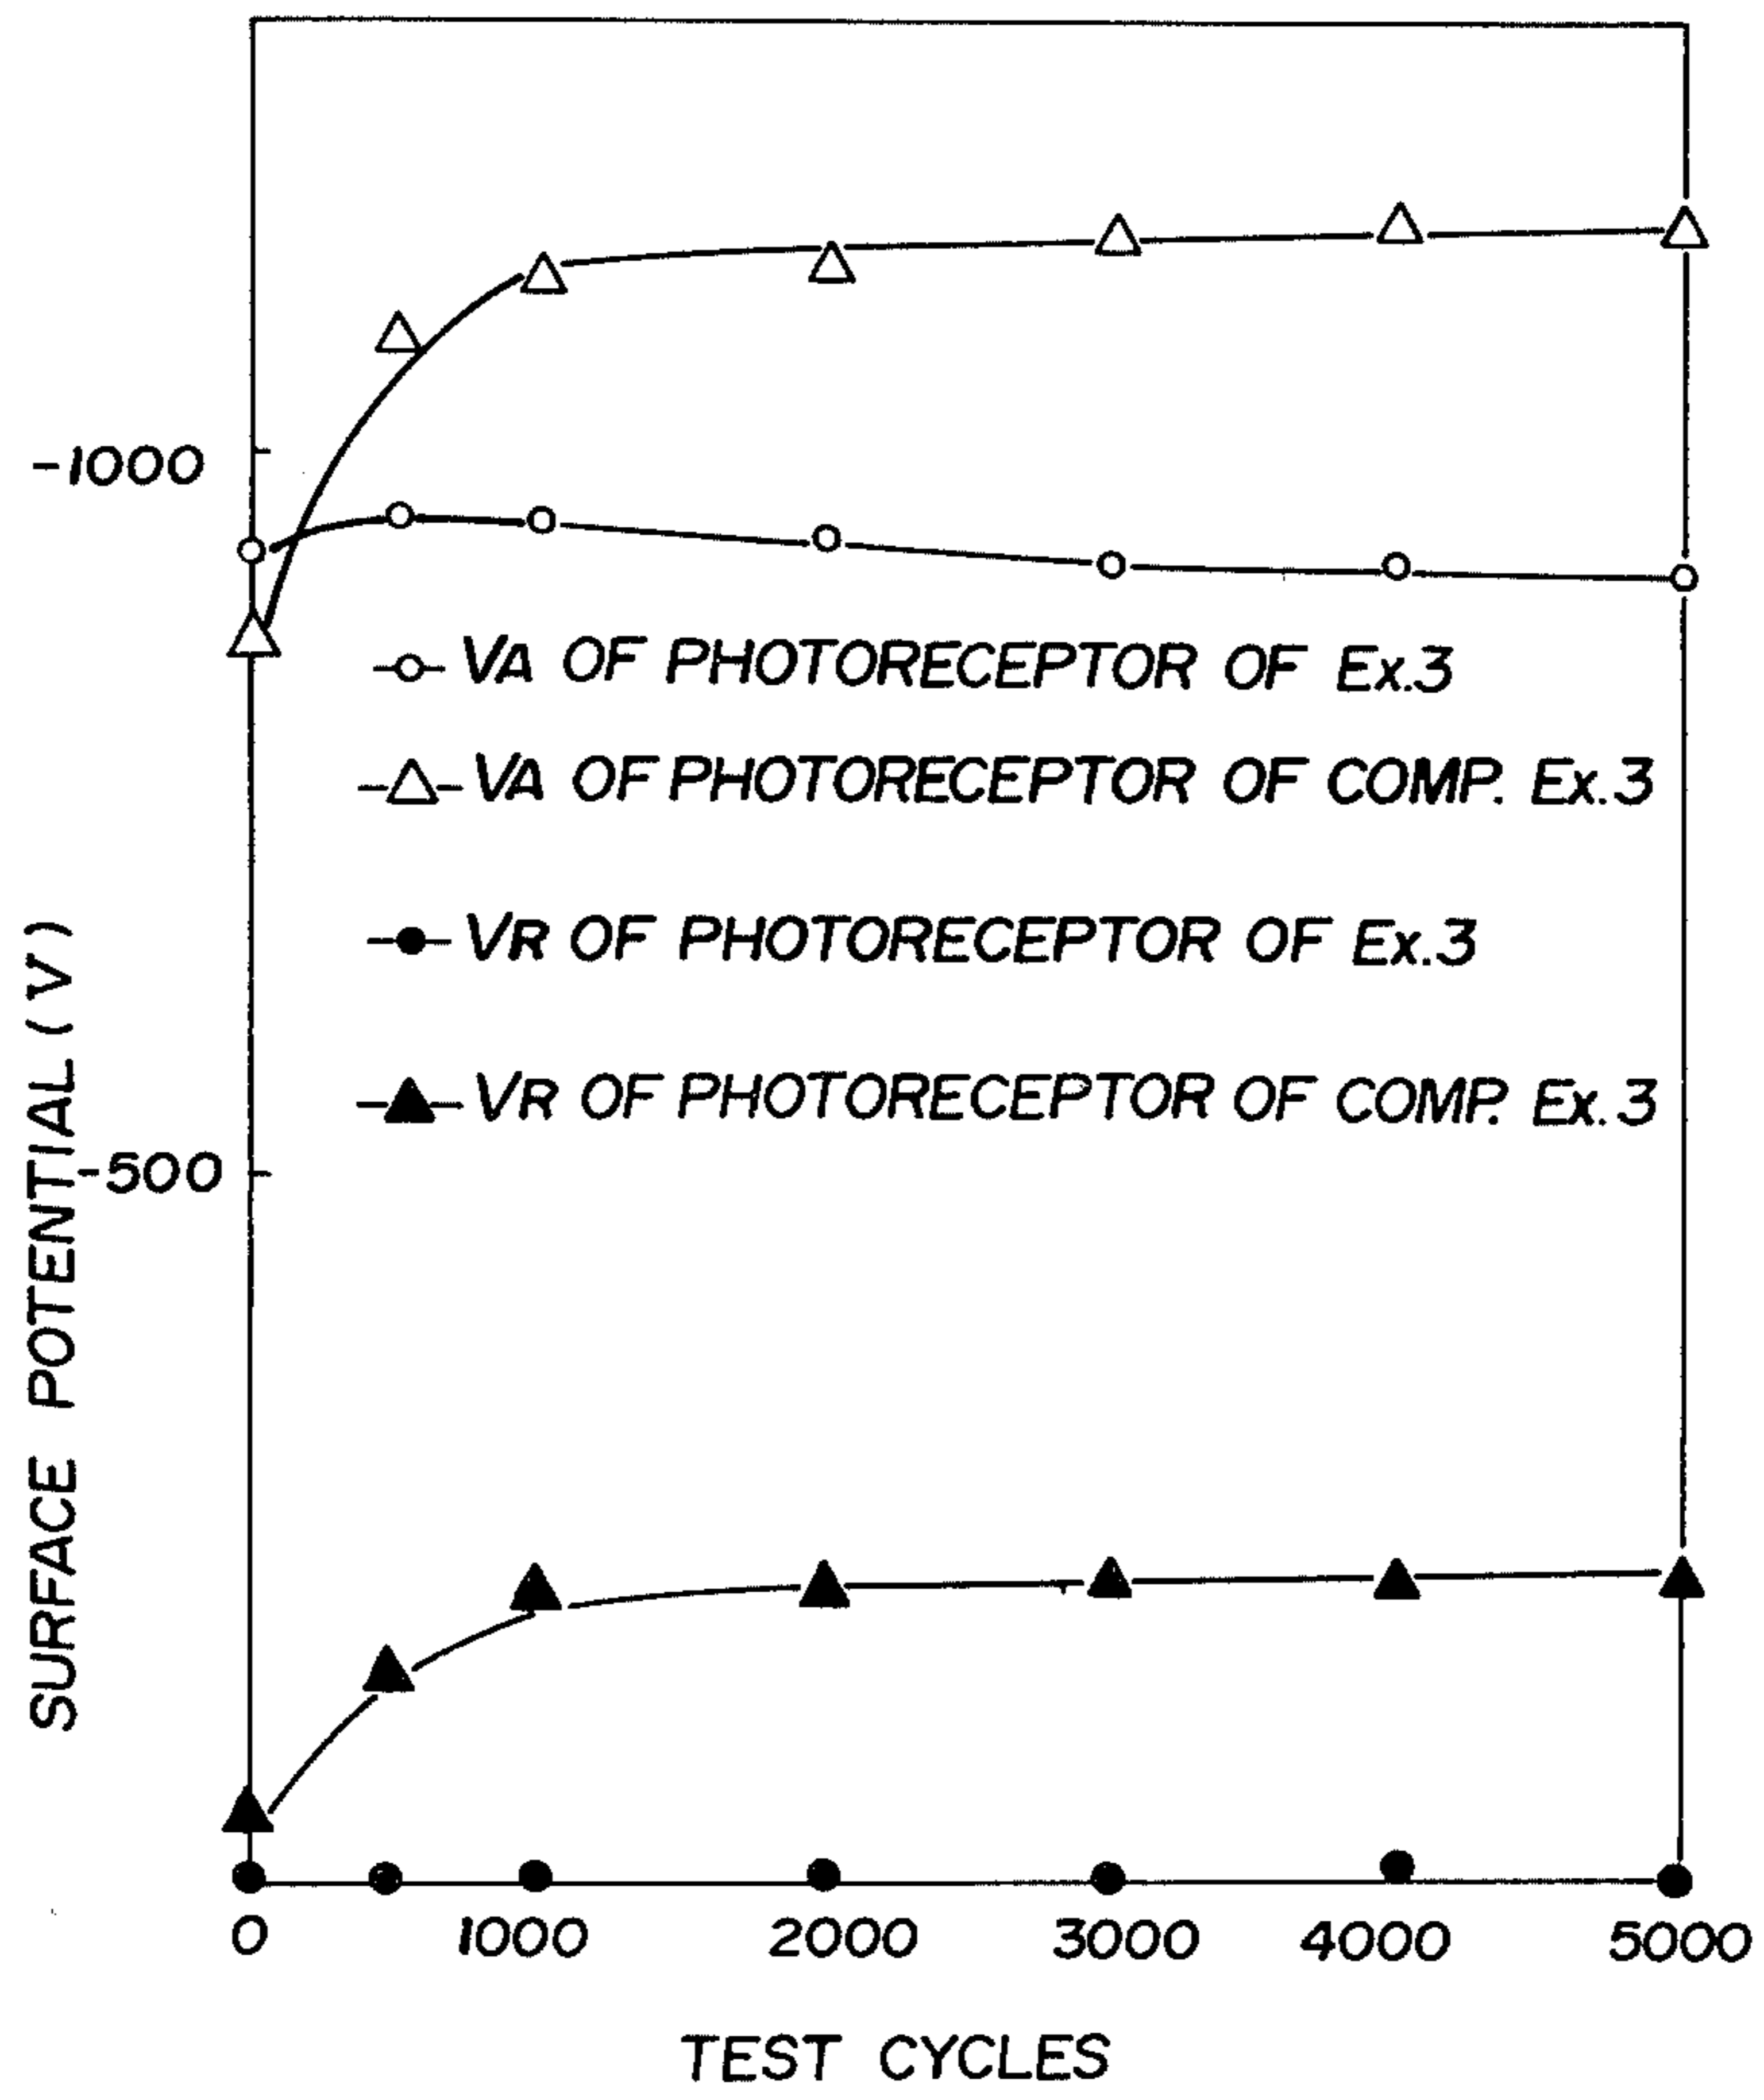 -1000
VA OF PHOTORECEPTOR OF Ex.3
VA OF PHOTORECEPTOR OF COMP. Ex.3
VR OF PHOTORECEPTOR OF Ex.3
VR OF PHOTORECEPTOR OF COMP. Ex.3
-500
SURFACE POTENTIAL (V)
0 1000 2000 3000 4000 5000
TEST CYCLES